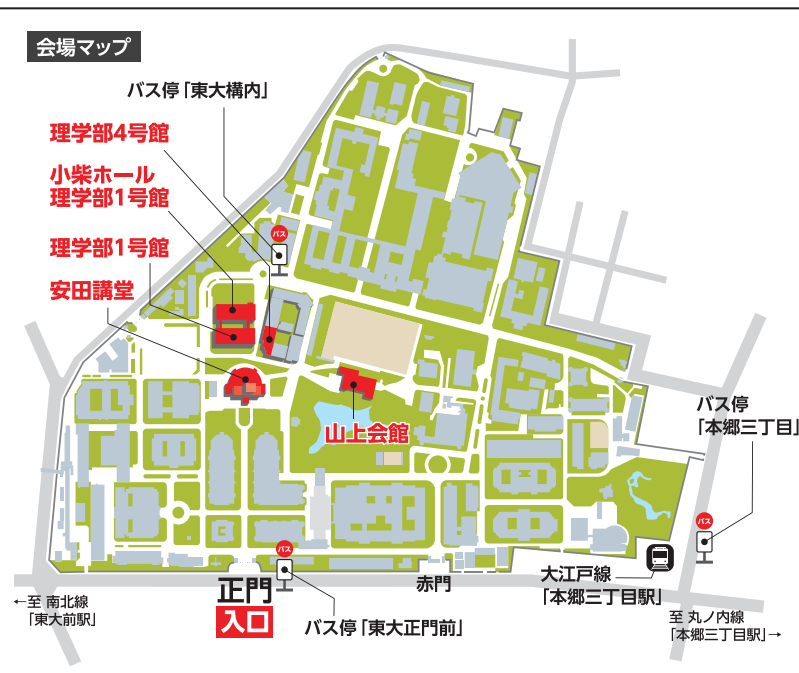 会場マップ
バス停「東大構内」
理学部4号館
小柴ホール
理学部1号館
理学部1号館
安田講堂
バス
山上会館
バス停
「本郷三丁目」
バス
バス
正門
入口
赤門
大江戸線
「本郷三丁目駅」
←至 南北線
「東大前駅」
バス停「東大正門前」
至 丸ノ内線
「本郷三丁目駅」→